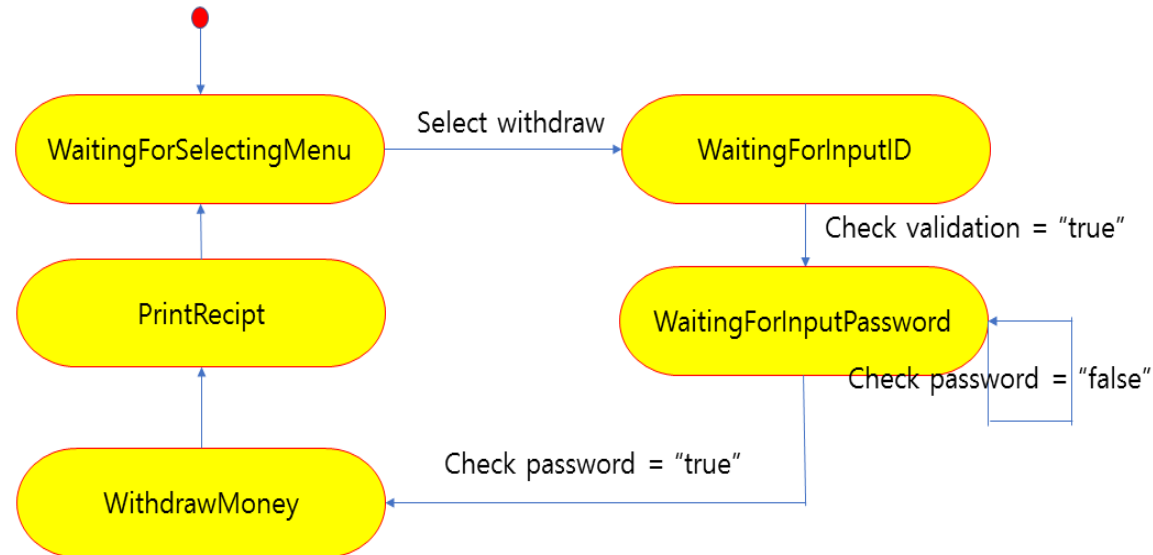 Select withdraw
WaitingForSelectingMenu
WaitingForInputID
Check validation = “true”
PrintRecipt
WaitingForInputPassword
Check password = “false”
Check password = “true”
WithdrawMoney